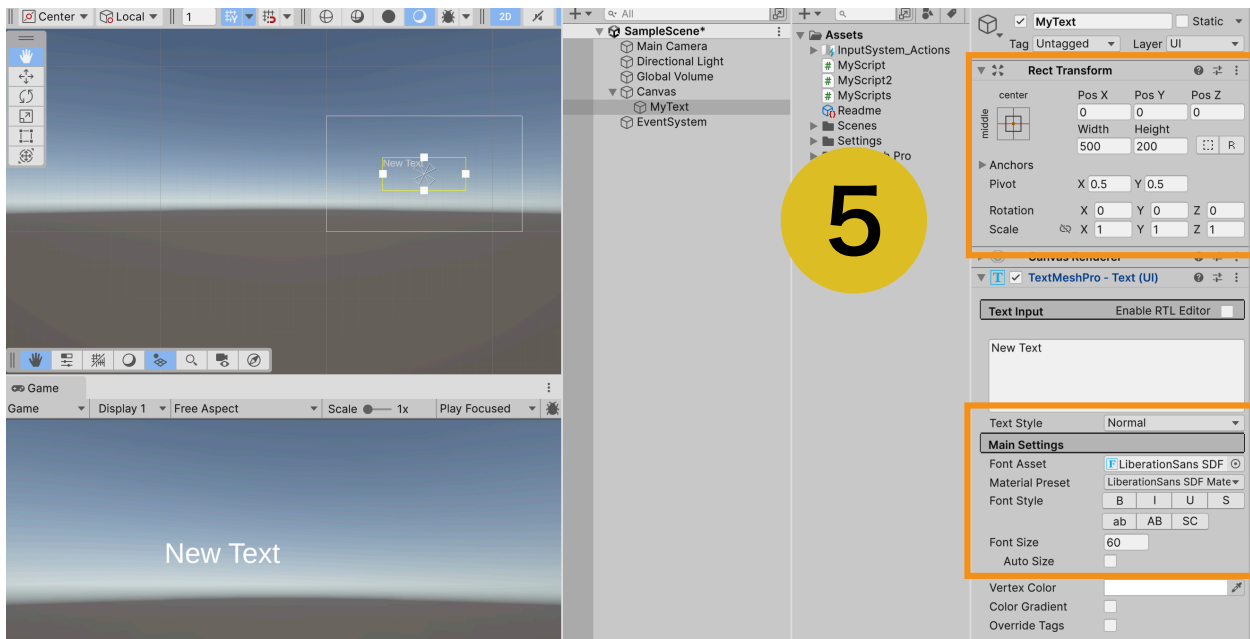 Center
Local
1
2D
New Text
Game
Game
Display 1
Free Aspect
Scale
1x
Play Focused
New Text
All
SampleScene*
Main Camera
Directional Light
Global Volume
Canvas
MyText
EventSystem
Assets
InputSystem_Actions
# MyScript
# MyScript2
# MyScripts
Readme
Scenes
Settings
Pro
5
MyText
Static
Tag Untagged
Layer UI
Rect Transform
center
Pos X Pos Y Pos Z
middle
0 0 0
Width Height
500 200
R
Anchors
Pivot X 0.5 Y 0.5
Rotation X 0 Y 0 Z 0
Scale X 1 Y 1 Z 1
Canvas Renderer
T TextMeshPro - Text (UI)
Text Input Enable RTL Editor
New Text
Text Style Normal
Main Settings
Font Asset F LiberationSans SDF
Material Preset LiberationSans SDF Mate
Font Style B I U S
ab AB SC
Font Size 60
Auto Size
Vertex Color
Color Gradient
Override Tags